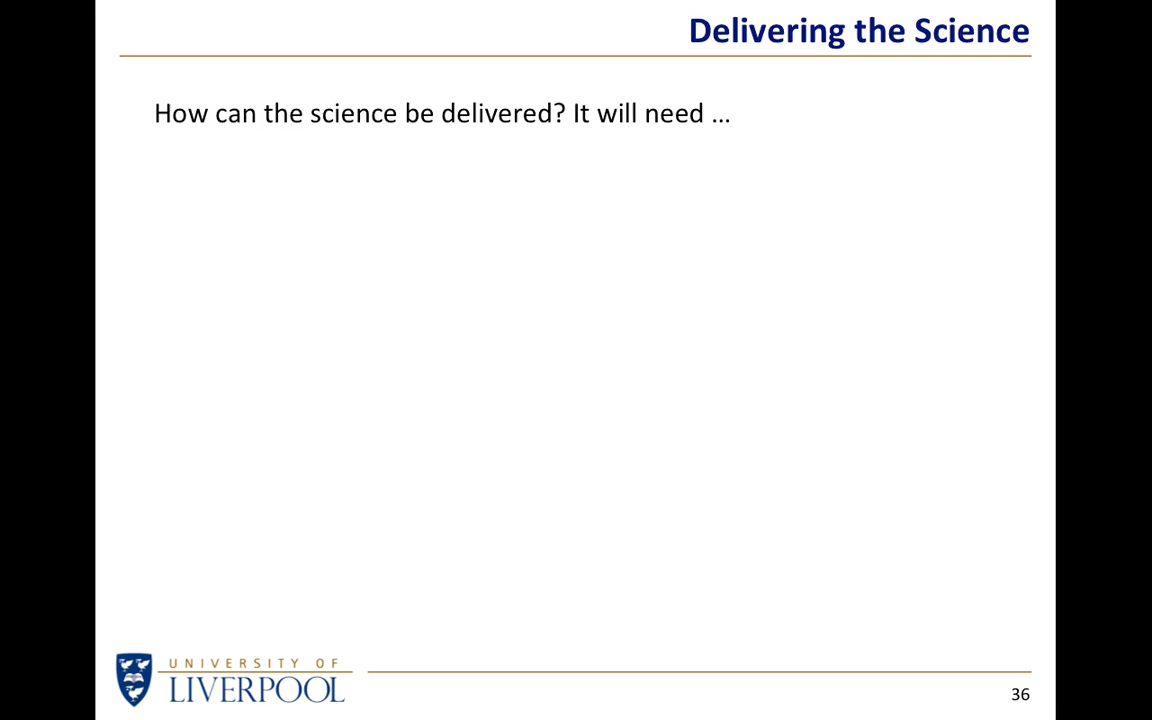 Delivering the Science
How can the science be delivered? It will need …
UNIVERSITY OF
LIVERPOOL
36